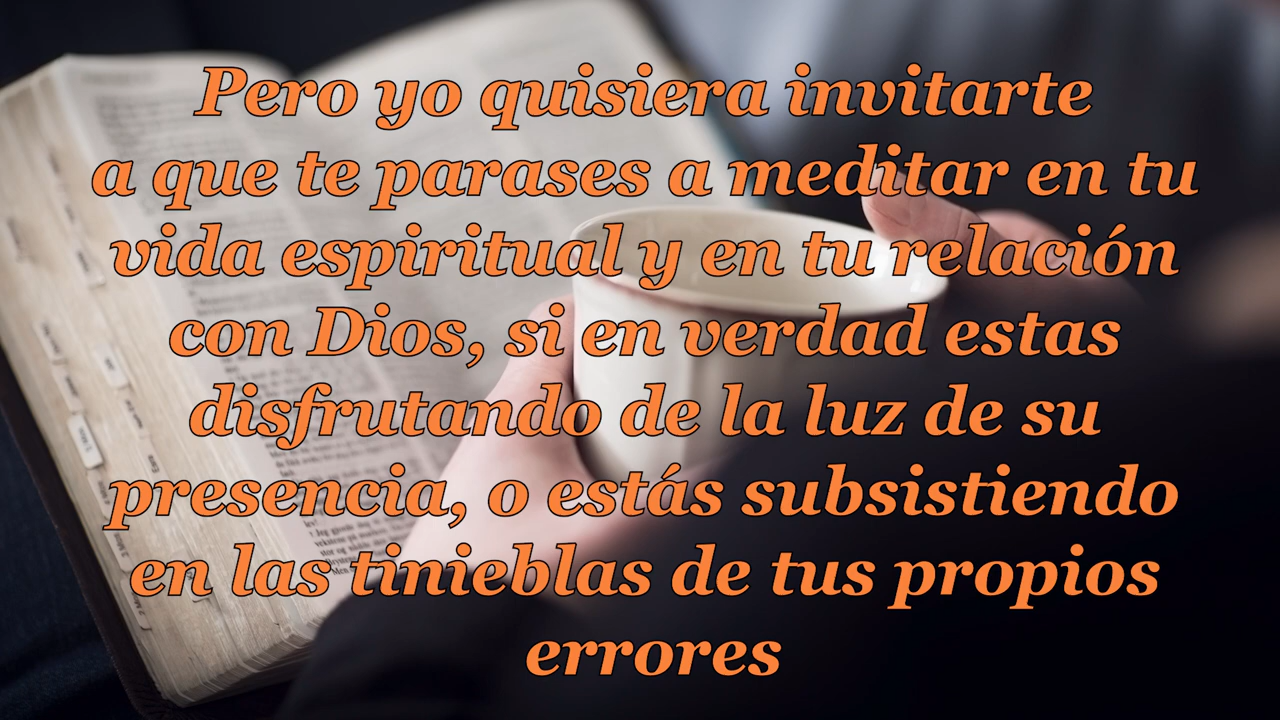 Pero yo quisiera invitarte
a que te parases a meditar en tu
vida espiritual y en tu relación
con Dios, si en verdad estas
disfrutando de la luz de su
presencia, o estás subsistiendo
en las tinieblas de tus propios
errores